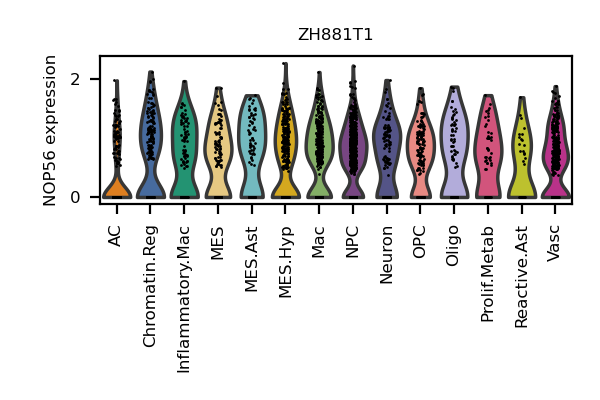 ZH881T1
NOP56 expression
2
0
AC
Chromatin.Reg
Inflammatory.Mac
MES
MES.Ast
MES.Hyp
Mac
NPC
Neuron
OPC
Oligo
Prolif.Metab
Reactive.Ast
Vasc